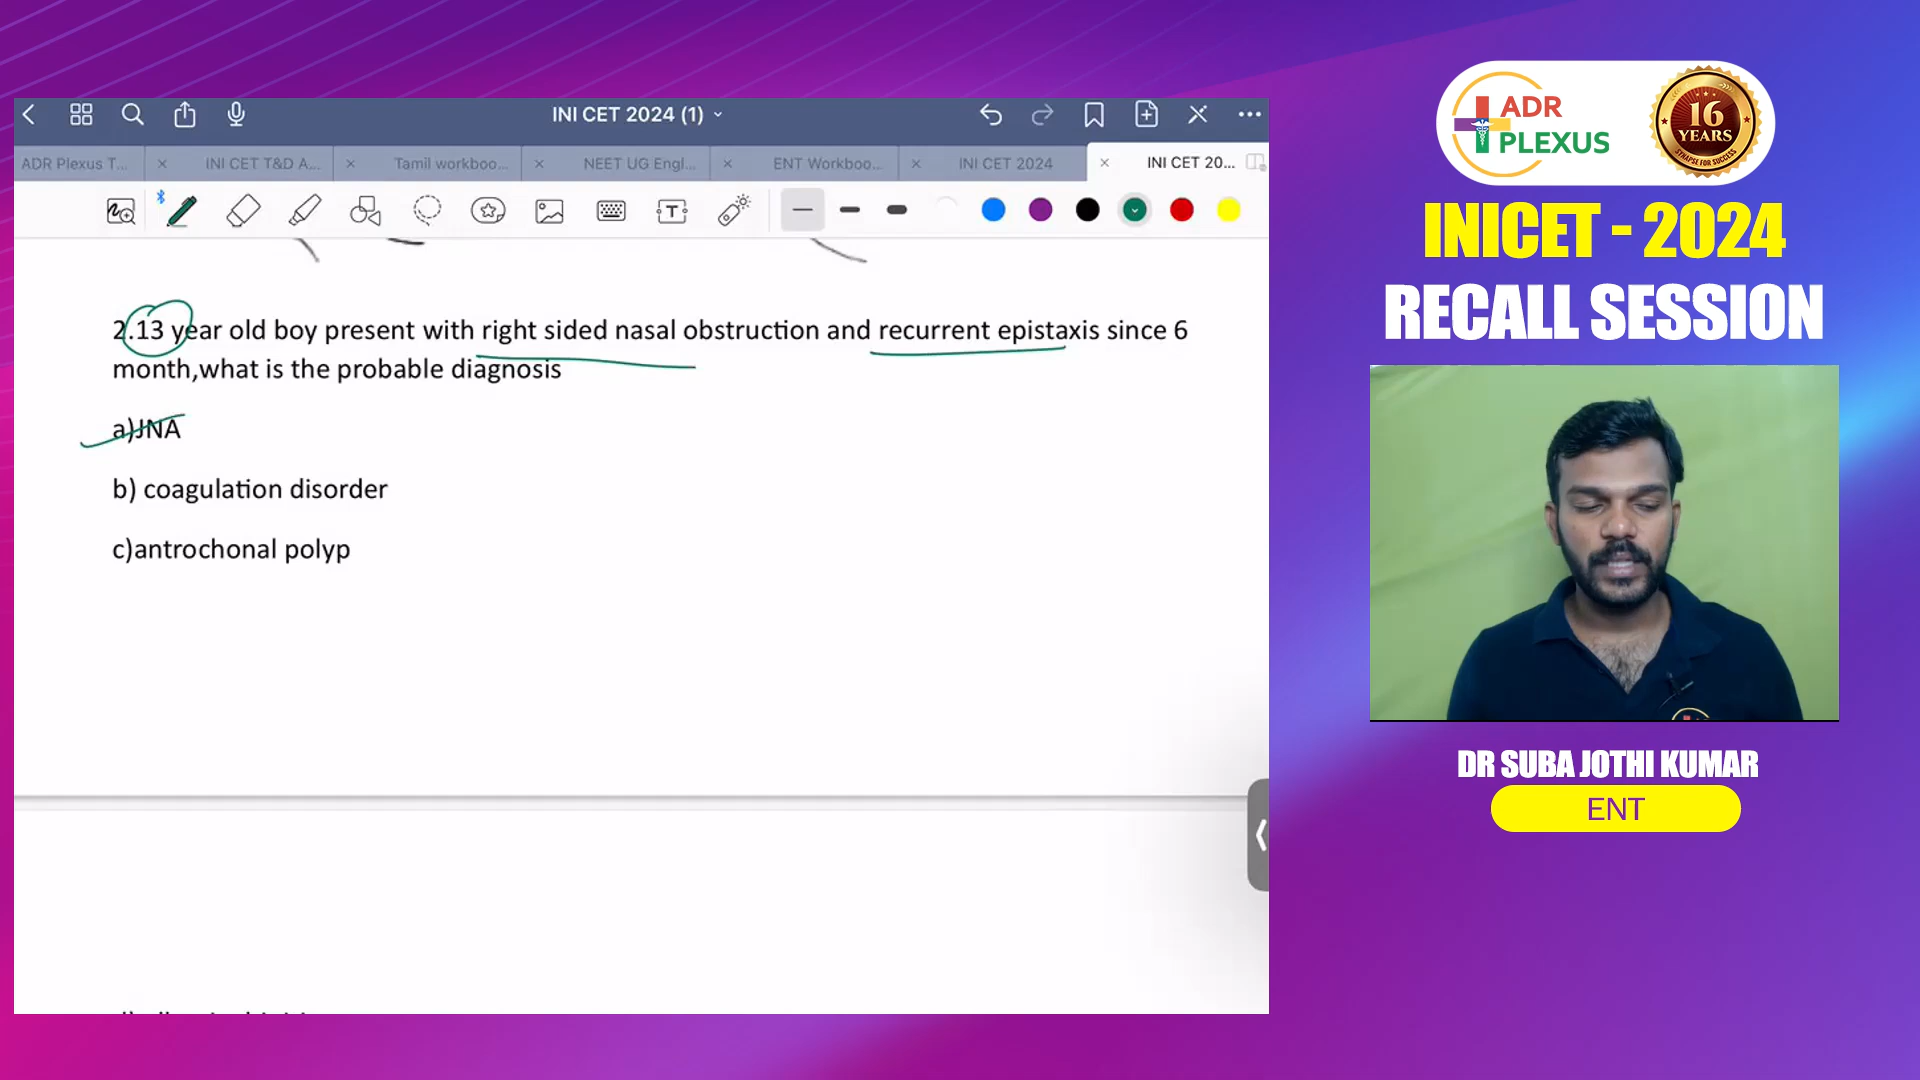 INI CET 2024 (1)
ADR Plexus T...
INI CET T&D A...
Tamil workboo...
NEET UG Engl...
ENT Workboo...
INI CET 2024
INI CET 20...
2.13 year old boy present with right sided nasal obstruction and recurrent epistaxis since 6
month,what is the probable diagnosis
a)JNA
b) coagulation disorder
c)antrochonal polyp
ADR
PLEXUS
16
YEARS
SYNAPSE FOR SUCCESS
INICET - 2024
RECALL SESSION
DR SUBA JOTHI KUMAR
ENT